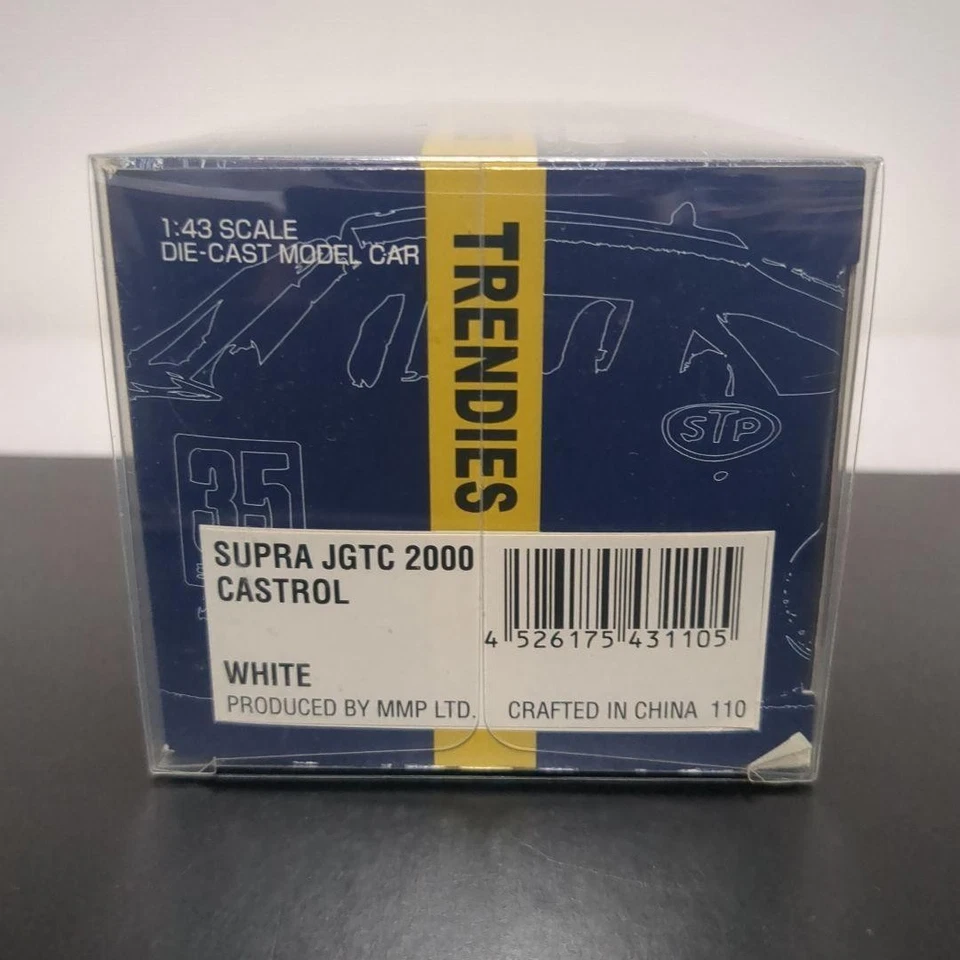 1:43 SCALE
DIE-CAST MODEL CAR
TRENDIES
STP
35
SUPRA JGTC 2000
CASTROL
4 526175 431105
WHITE
PRODUCED BY MMP LTD. CRAFTED IN CHINA 110